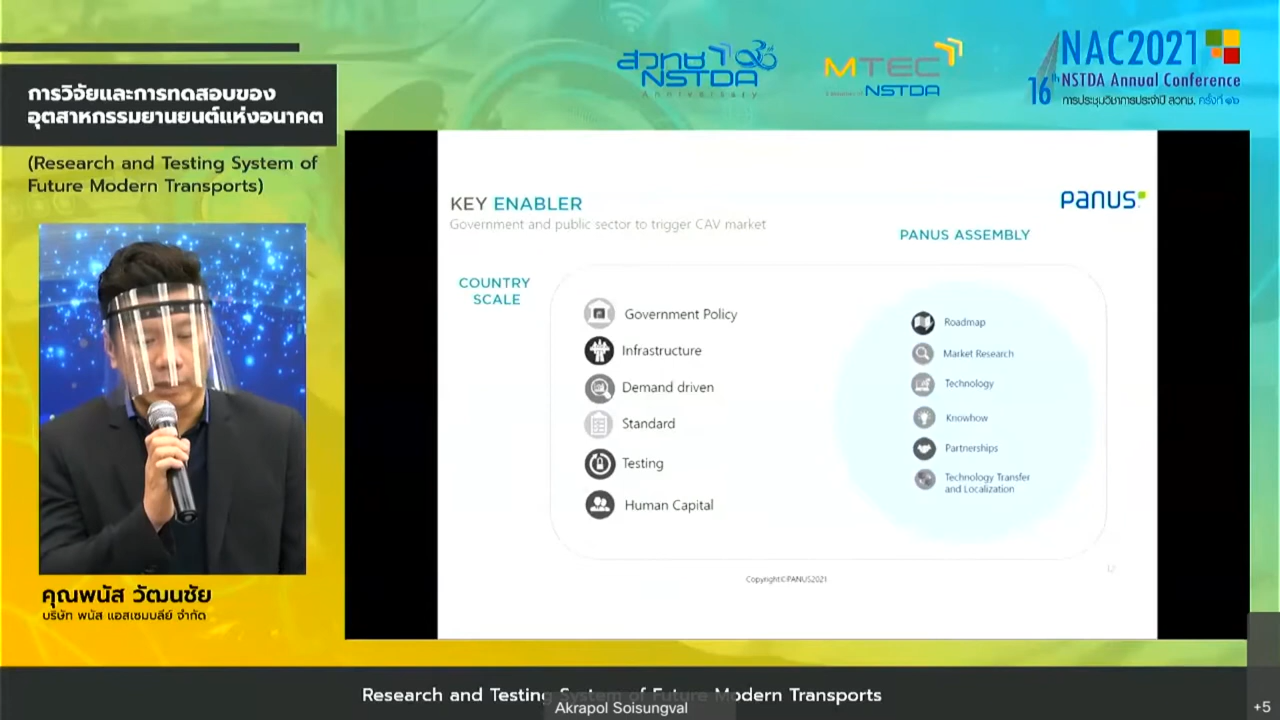 สวทช
NSTDA
Anniversary
MTEC
NSTDA
NAC2021
16th NSTDA Annual Conference
การประชุมวิชาการประจำปี สวทช. ครั้งที่ ๑๖
การวิจัยและการทดสอบของ
อุตสาหกรรมยานยนต์แห่งอนาคต
(Research and Testing System of
Future Modern Transports)
KEY ENABLER
Government and public sector to trigger CAV market
PANUS
PANUS ASSEMBLY
COUNTRY
SCALE
Government Policy
Infrastructure
Demand driven
Standard
Testing
Human Capital
Roadmap
Market Research
Technology
Knowhow
Partnerships
Technology Transfer
and Localization
Copyright©PANUS2021
คุณพนัส วัฒนชัย
บริษัท พนัส แอสเซมบลีย์ จำกัด
Research and Testing System of Future Modern Transports
Akrapol Soisungval
+5